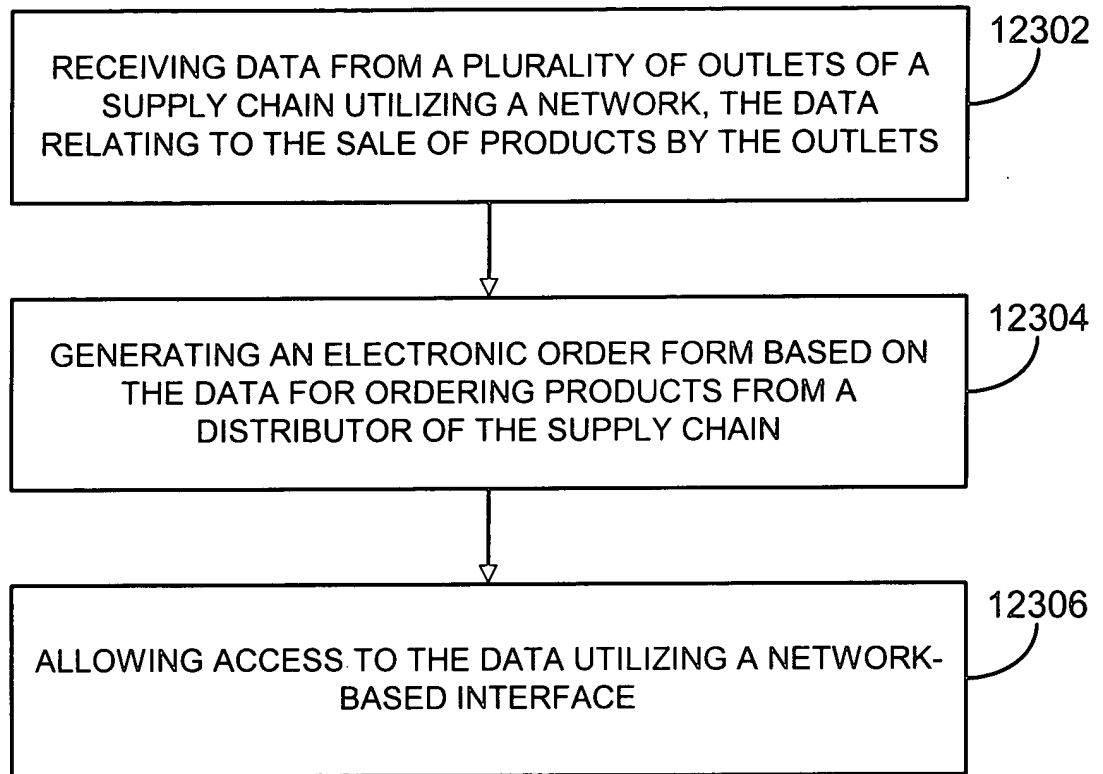 12302
RECEIVING DATA FROM A PLURALITY OF OUTLETS OF A
SUPPLY CHAIN UTILIZING A NETWORK, THE DATA
RELATING TO THE SALE OF PRODUCTS BY THE OUTLETS
12304
GENERATING AN ELECTRONIC ORDER FORM BASED ON
THE DATA FOR ORDERING PRODUCTS FROM A
DISTRIBUTOR OF THE SUPPLY CHAIN
12306
ALLOWING ACCESS TO THE DATA UTILIZING A NETWORK-
BASED INTERFACE